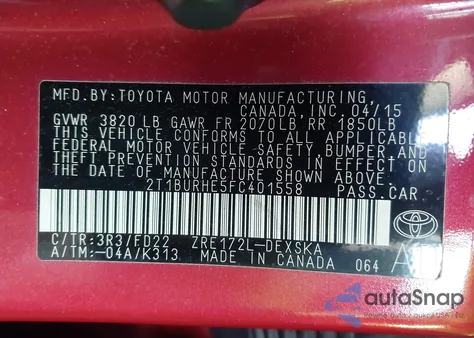 MFD.BY:TOYOTA MOTOR MANUFACTURING,
CANADA, INC. 04/15
GVWR 3820 LB GAWR FR 2070LB RR 1850LB
THIS VEHICLE CONFORMS TO ALL APPLICABLE
FEDERAL MOTOR VEHICLE SAFETY, BUMPER, AND
THEFT PREVENTION STANDARDS IN EFFECT ON
THE DATE OF MANUFACTURE SHOWN ABOVE.
2T1BURHE5FC401558 PASS.CAR
C/TR:3R3/FD22 ZRE172L-DEXSKA
A/TM:-04A/K313 MADE IN CANADA 064
autoSnap